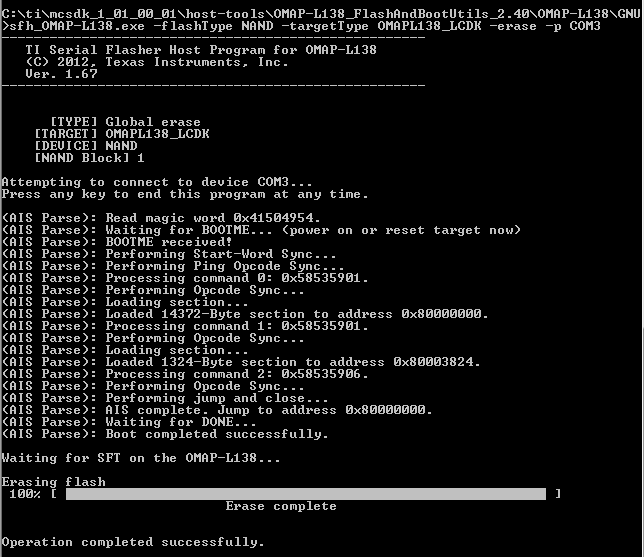 C:\ti\mcsdk_1_01_00_01\host-tools\OMAP-L138_FlashAndBootUtils_2.40\OMAP-L138\GNU
>sfh_OMAP-L138.exe -flashType NAND -targetType OMAPL138_LCDK -erase -p COM3
-----------------------------------------------------
TI Serial Flasher Host Program for OMAP-L138
(C) 2012, Texas Instruments, Inc.
Ver. 1.67
-----------------------------------------------------
[TYPE] Global erase
[TARGET] OMAPL138_LCDK
[DEVICE] NAND
[NAND Block] 1
Attempting to connect to device COM3...
Press any key to end this program at any time.
(AIS Parse): Read magic word 0x41504954.
(AIS Parse): Waiting for BOOTME... (power on or reset target now)
(AIS Parse): BOOTME received!
(AIS Parse): Performing Start-Word Sync...
(AIS Parse): Performing Ping Opcode Sync...
(AIS Parse): Processing command 0: 0x58535901.
(AIS Parse): Performing Opcode Sync...
(AIS Parse): Loading section...
(AIS Parse): Loaded 14372-Byte section to address 0x80000000.
(AIS Parse): Processing command 1: 0x58535901.
(AIS Parse): Performing Opcode Sync...
(AIS Parse): Loading section...
(AIS Parse): Loaded 1324-Byte section to address 0x80003824.
(AIS Parse): Processing command 2: 0x58535906.
(AIS Parse): Performing Opcode Sync...
(AIS Parse): Performing jump and close...
(AIS Parse): AIS complete. Jump to address 0x80000000.
(AIS Parse): Waiting for DONE...
(AIS Parse): Boot completed successfully.
Waiting for SFT on the OMAP-L138...
Erasing flash
100% [ ]
Erase complete
Operation completed successfully.